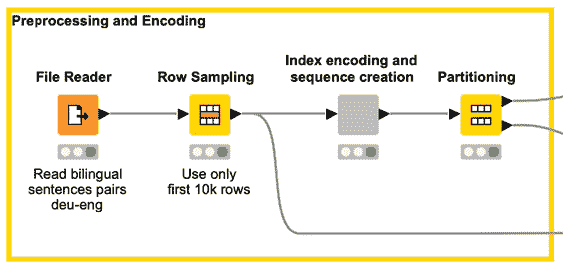 Preprocessing and Encoding
File Reader
Row Sampling
Index encoding and
sequence creation
Partitioning
Read bilingual
sentences pairs
deu-eng
Use only
first 10k rows